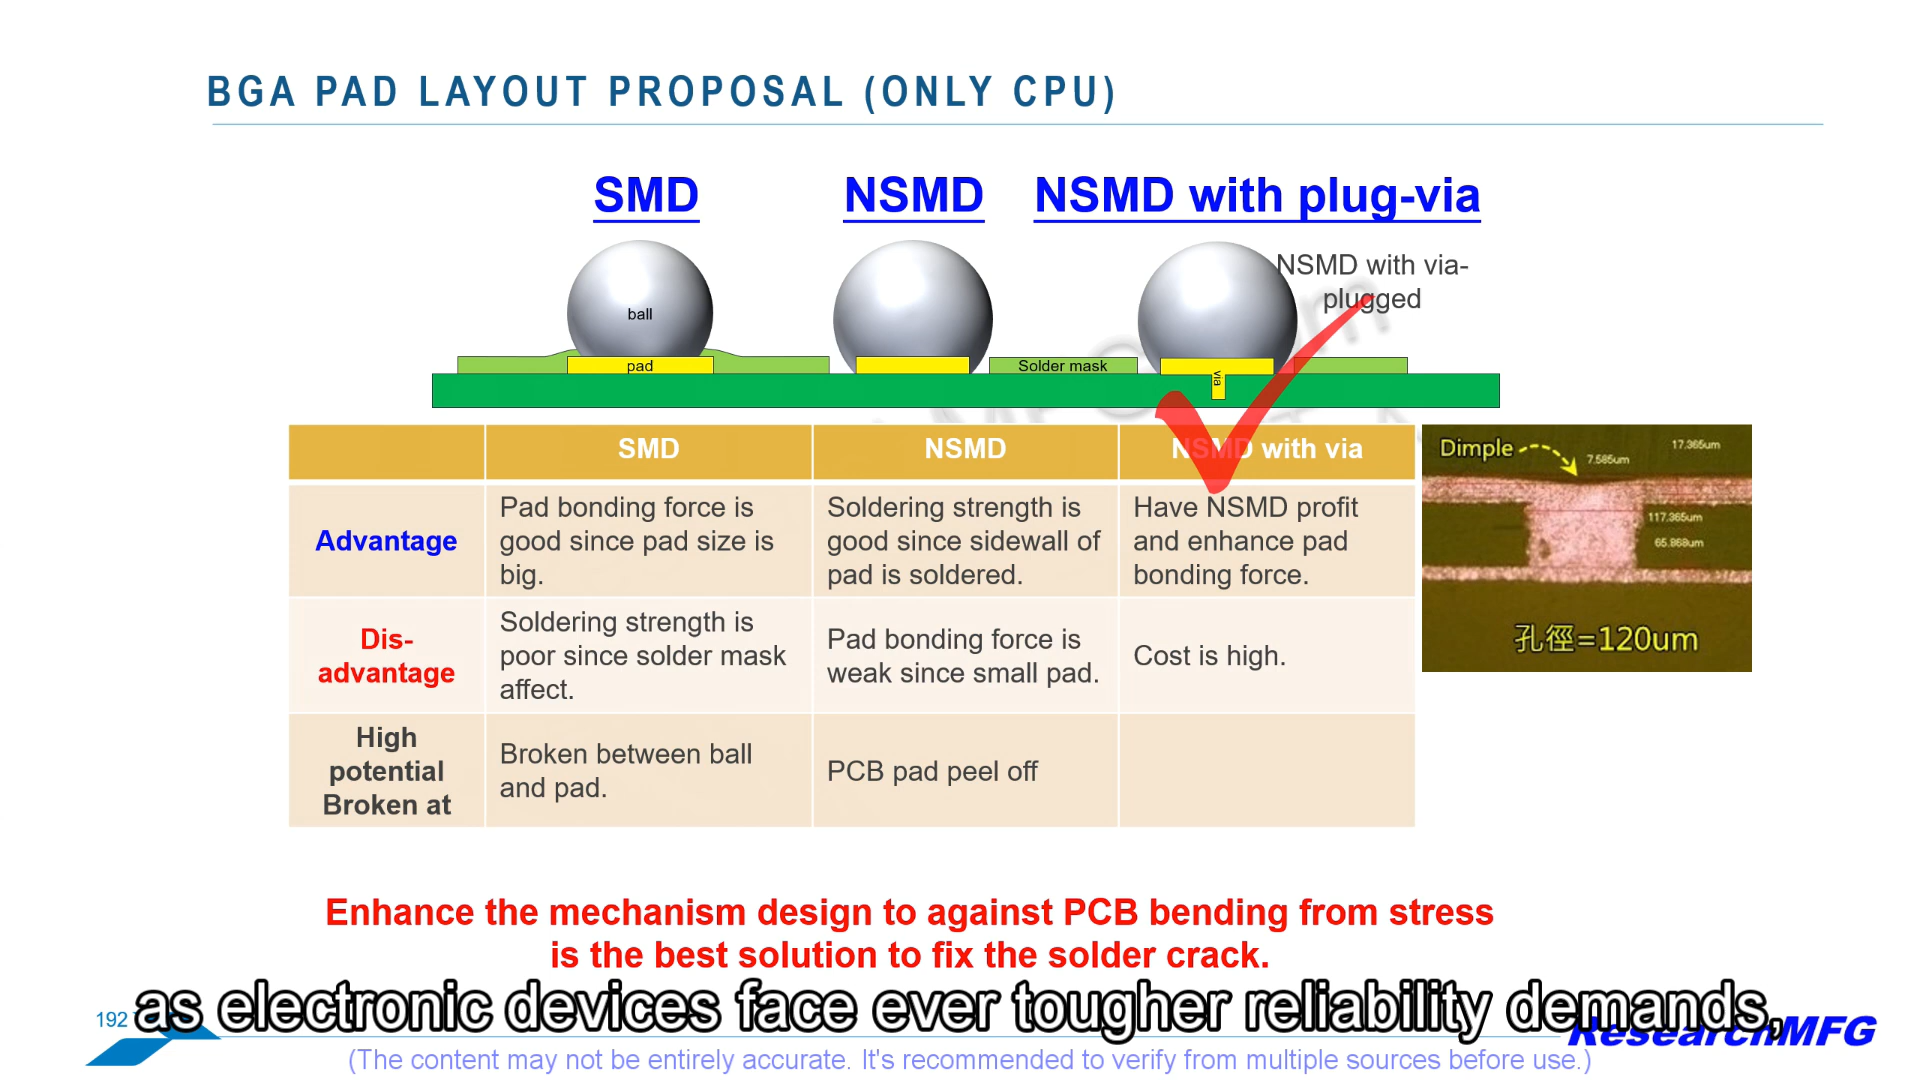 BGA PAD LAYOUT PROPOSAL (ONLY CPU)
SMD
NSMD
NSMD with plug-via
NSMD with via-
plugged
ball
pad
Solder mask
via
SMD
NSMD
NSMD with via
Advantage
Pad bonding force is
good since pad size is
big.
Soldering strength is
good since sidewall of
pad is soldered.
Have NSMD profit
and enhance pad
bonding force.
Dis-
advantage
Soldering strength is
poor since solder mask
affect.
Pad bonding force is
weak since small pad.
Cost is high.
High
potential
Broken at
Broken between ball
and pad.
PCB pad peel off
Dimple
7.585um
17.365um
117.365um
65.868um
孔徑=120um
Enhance the mechanism design to against PCB bending from stress
is the best solution to fix the solder crack.
as electronic devices face ever tougher reliability demands,
192
ResearchMFG
(The content may not be entirely accurate. It's recommended to verify from multiple sources before use.)